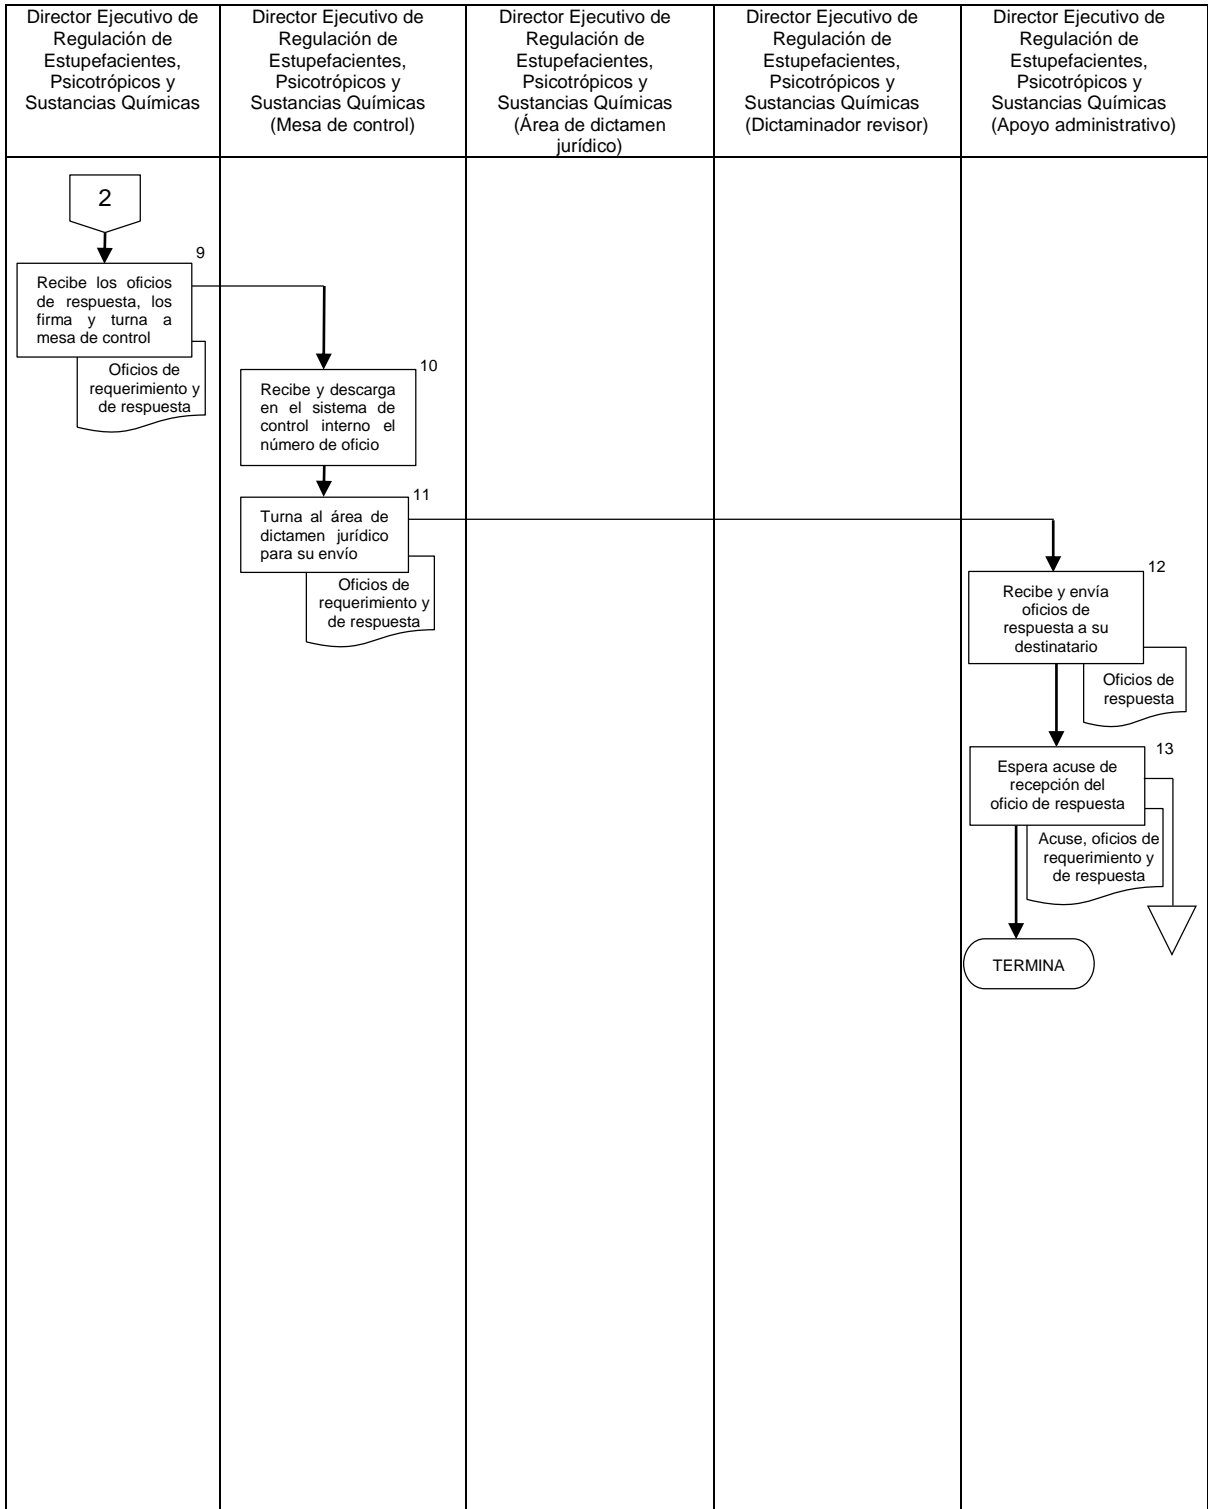 Director Ejecutivo de
Regulación de
Estupefacientes,
Psicotrópicos y
Sustancias Químicas
Director Ejecutivo de
Regulación de
Estupefacientes,
Psicotrópicos y
Sustancias Químicas
(Mesa de control)
Director Ejecutivo de
Regulación de
Estupefacientes,
Psicotrópicos y
Sustancias Químicas
(Área de dictamen
jurídico)
Director Ejecutivo de
Regulación de
Estupefacientes,
Psicotrópicos y
Sustancias Químicas
(Dictaminador revisor)
Director Ejecutivo de
Regulación de
Estupefacientes,
Psicotrópicos y
Sustancias Químicas
(Apoyo administrativo)
2
9
Recibe los oficios
de respuesta, los
firma y turna a
mesa de control
Oficios de
requerimiento y
de respuesta
10
Recibe y descarga
en el sistema de
control interno el
número de oficio
11
Turna al área de
dictamen jurídico
para su envío
Oficios de
requerimiento y
de respuesta
12
Recibe y envía
oficios de
respuesta a su
destinatario
Oficios de
respuesta
13
Espera acuse de
recepción del
oficio de respuesta
Acuse, oficios de
requerimiento y
de respuesta
TERMINA